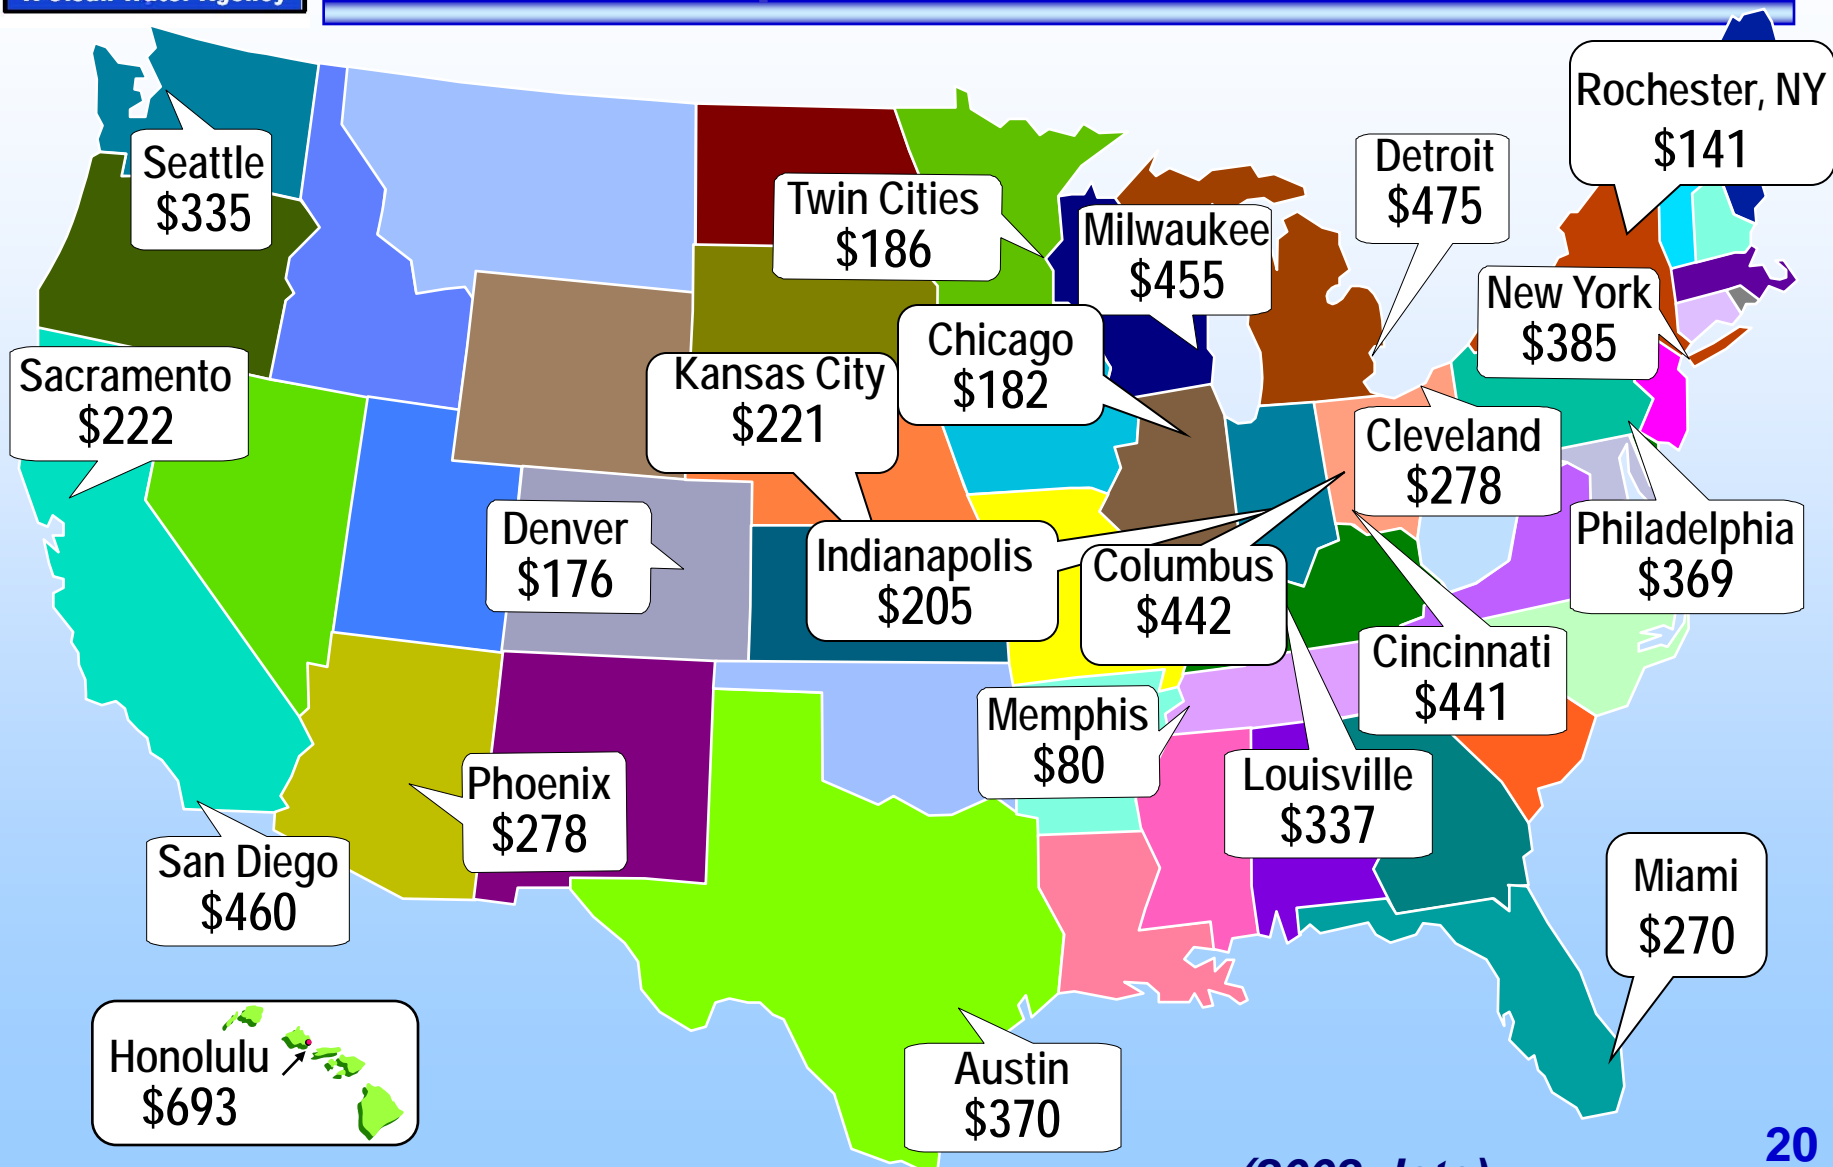 Rochester, NY
$141
Detroit
$475
Seattle
$335
Twin Cities
$186
Milwaukee
$455
New York
$385
Chicago
$182
Kansas City
$221
Sacramento
$222
Cleveland
$278
Denver
$176
Indianapolis
$205
Columbus
$442
Philadelphia
$369
Cincinnati
$441
Memphis
$80
Louisville
$337
Phoenix
$278
San Diego
$460
Miami
$270
Honolulu
$693
Austin
$370
20